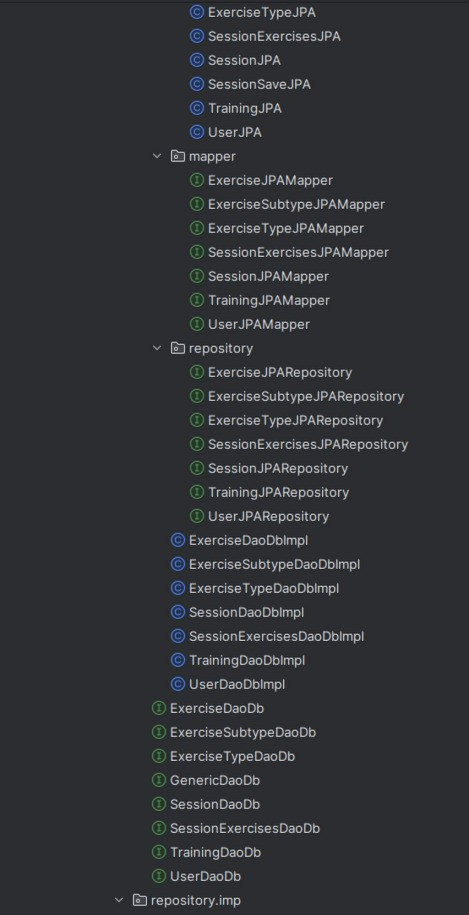 ExerciseTypeJPA
SessionExercisesJPA
SessionJPA
SessionSaveJPA
TrainingJPA
UserJPA
mapper
ExerciseJPAMapper
ExerciseSubtypeJPAMapper
ExerciseTypeJPAMapper
SessionExercisesJPAMapper
SessionJPAMapper
TrainingJPAMapper
UserJPAMapper
repository
ExerciseJPARepository
ExerciseSubtypeJPARepository
ExerciseTypeJPARepository
SessionExercisesJPARepository
SessionJPARepository
TrainingJPARepository
UserJPARepository
ExerciseDaoDbImpl
ExerciseSubtypeDaoDbImpl
ExerciseTypeDaoDbImpl
SessionDaoDbImpl
SessionExercisesDaoDbImpl
TrainingDaoDbImpl
UserDaoDbImpl
ExerciseDaoDb
ExerciseSubtypeDaoDb
ExerciseTypeDaoDb
GenericDaoDb
SessionDaoDb
SessionExercisesDaoDb
TrainingDaoDb
UserDaoDb
repository.imp